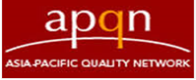 apqn
ASIA-PACIFIC QUALITY NETWORK